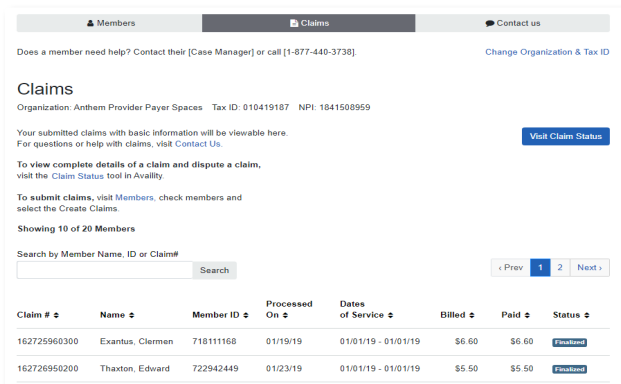 Members Claims Contact us
Does a member need help? Contact their [Case Manager] or call [1-877-440-3738]. Change Organization & Tax ID
Claims
Organization: Anthem Provider Payer Spaces Tax ID: 010419187 NPI: 1841508959
Your submitted claims with basic information will be viewable here.
For questions or help with claims, visit Contact Us.
Visit Claim Status
To view complete details of a claim and dispute a claim,
visit the Claim Status tool in Availity.
To submit claims, visit Members, check members and
select the Create Claims.
Showing 10 of 20 Members
Search by Member Name, ID or Claim#
Search
‹ Prev 1 2 Next ›
Claim # Name Member ID Processed On Dates of Service Billed Paid Status
162725960300 Exantus, Clermen 718111168 01/19/19 01/01/19 - 01/01/19 $6.60 $6.60 Finalized
162726950200 Thaxton, Edward 722942449 01/23/19 01/01/19 - 01/01/19 $5.50 $5.50 Finalized